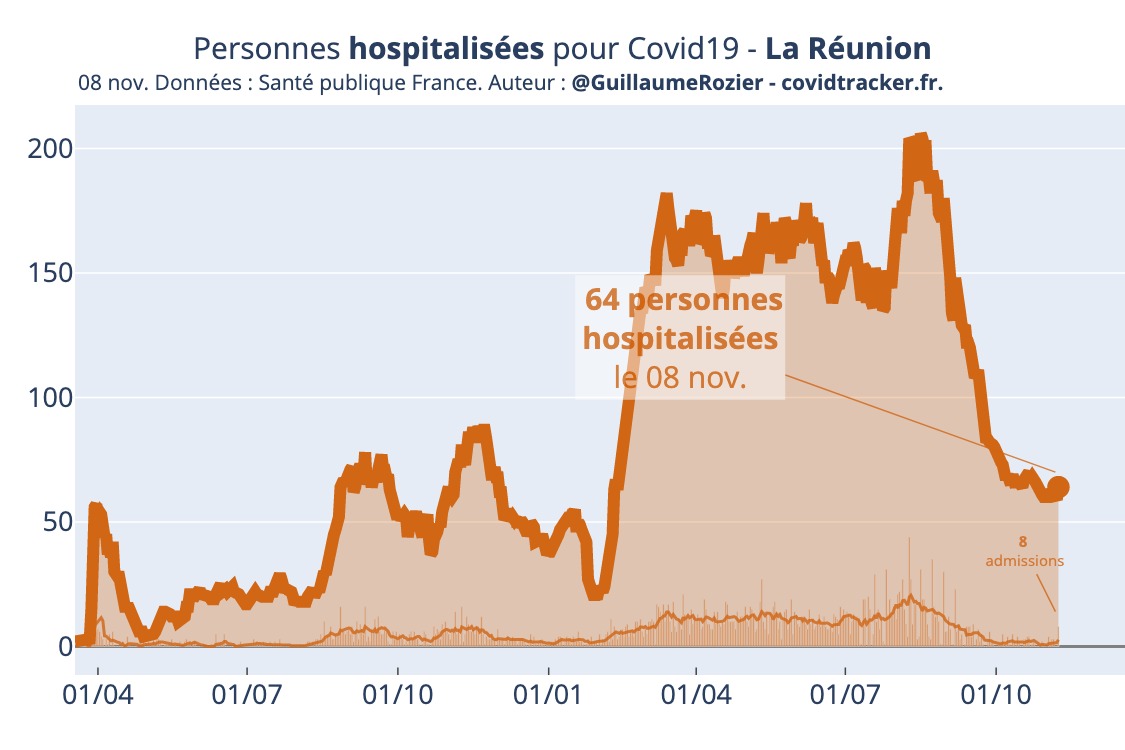 Personnes hospitalisées pour Covid19 - La Réunion
08 nov. Données : Santé publique France. Auteur : @GuillaumeRozier - covidtracker.fr.
200
150
64 personnes
hospitalisées
le 08 nov.
100
50
8
admissions
0
01/04 01/07 01/10 01/01 01/04 01/07 01/10